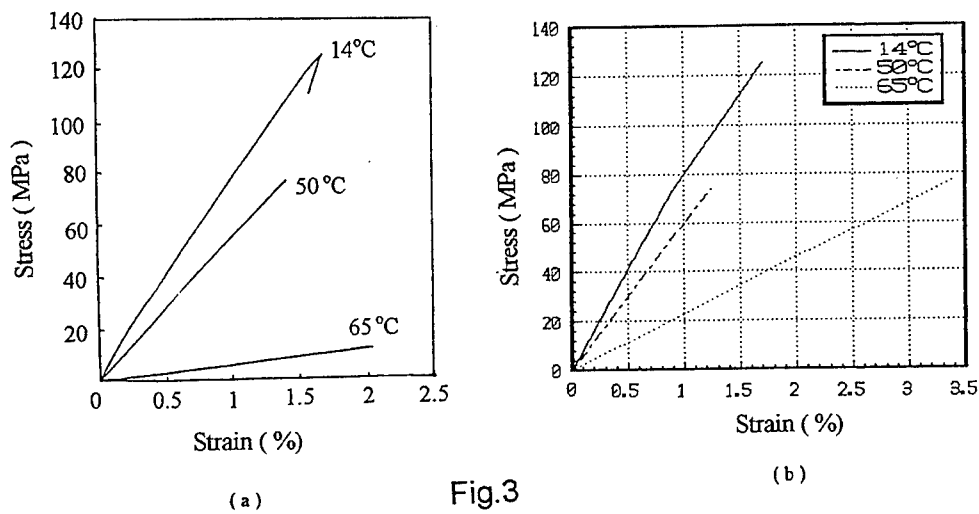 140
120
100
80
60
40
20
0
0 0.5 1 1.5 2 2.5
Stress ( MPa)
Strain ( %)
14°C
50°C
65°C
( a )
140
120
100
80
60
40
20
0
0 0.5 1 1.5 2 2.5 3 3.5
Stress ( MPa)
Strain ( %)
14°C
50°C
65°C
( b )
Fig.3